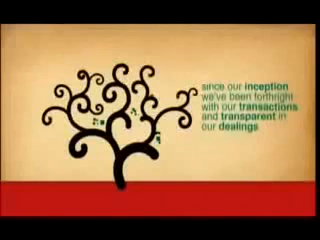 since our inception
we've been forthright
with our transactions
and transparent in
our dealings